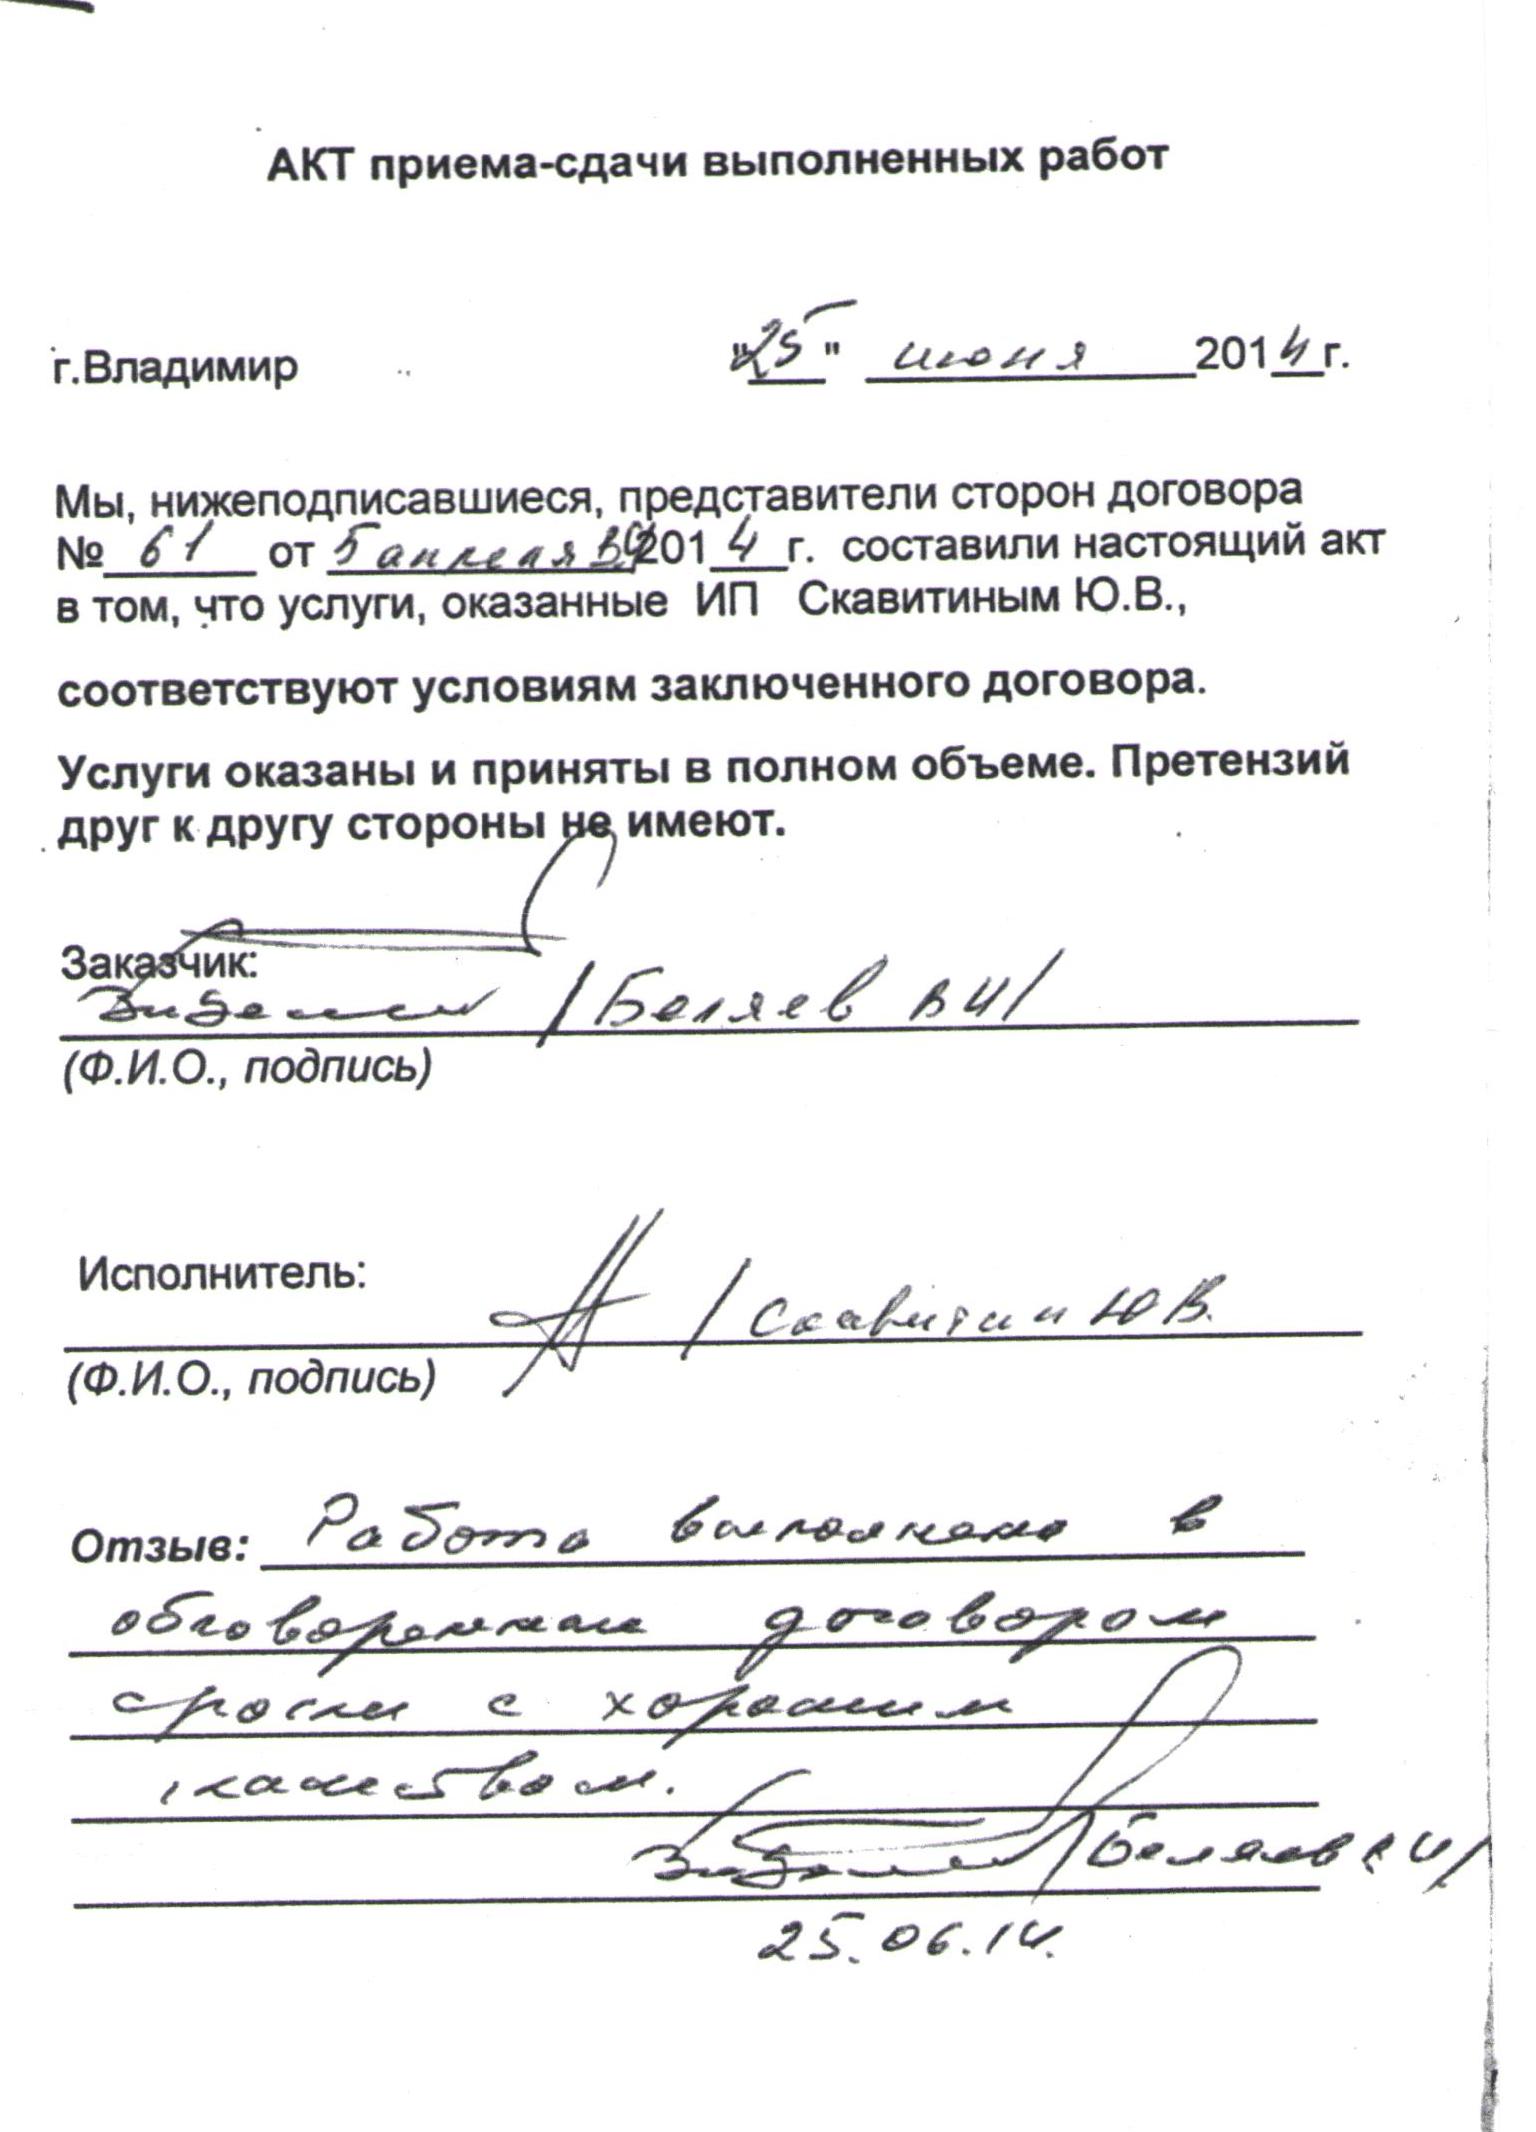 АКТ приема-сдачи выполненных работ
г.Владимир "25" июня 2014 г.
Мы, нижеподписавшиеся, представители сторон договора
№ 61 от 5 апреля 2014 г. составили настоящий акт
в том, что услуги, оказанные ИП Скавитиным Ю.В.,
соответствуют условиям заключенного договора.
Услуги оказаны и приняты в полном объеме. Претензий
друг к другу стороны не имеют.
Заказчик:
/Беляев В И/
(Ф.И.О., подпись)
Исполнитель:
/ Скавитин Ю В.
(Ф.И.О., подпись)
Отзыв: Работа выполнена в
обговоренные договором
сроки с хорошим
качеством.
/Беляев В И/
25.06.14.